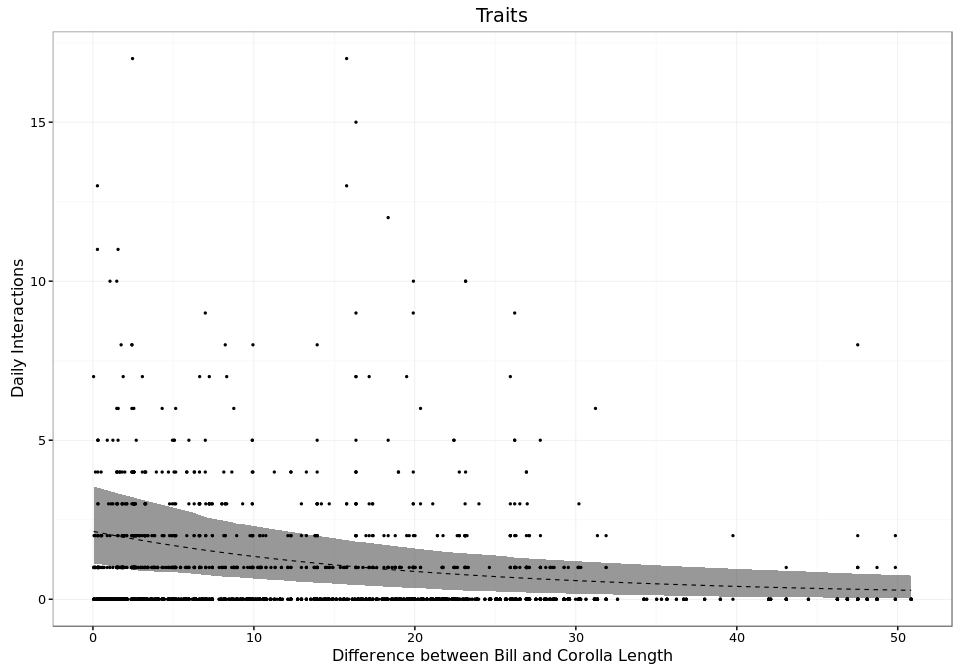 Traits
15
10
5
0
Daily Interactions
0 10 20 30 40 50
Difference between Bill and Corolla Length